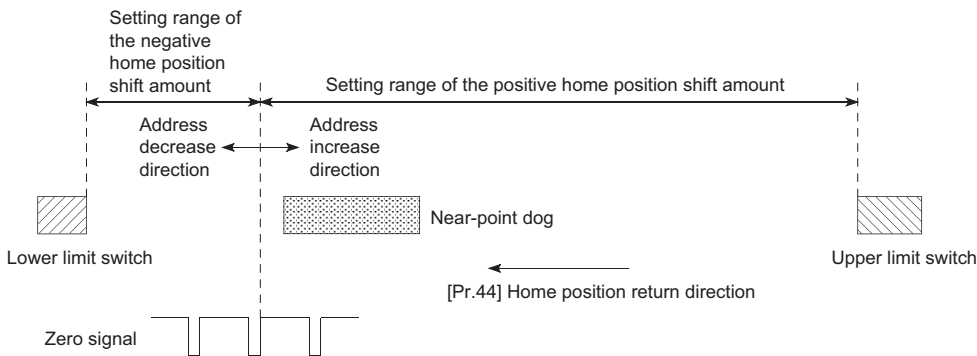 Setting range of
the negative
home position
shift amount
Setting range of the positive home position shift amount
Address
decrease
direction
Address
increase
direction
Near-point dog
Lower limit switch
Upper limit switch
[Pr.44] Home position return direction
Zero signal